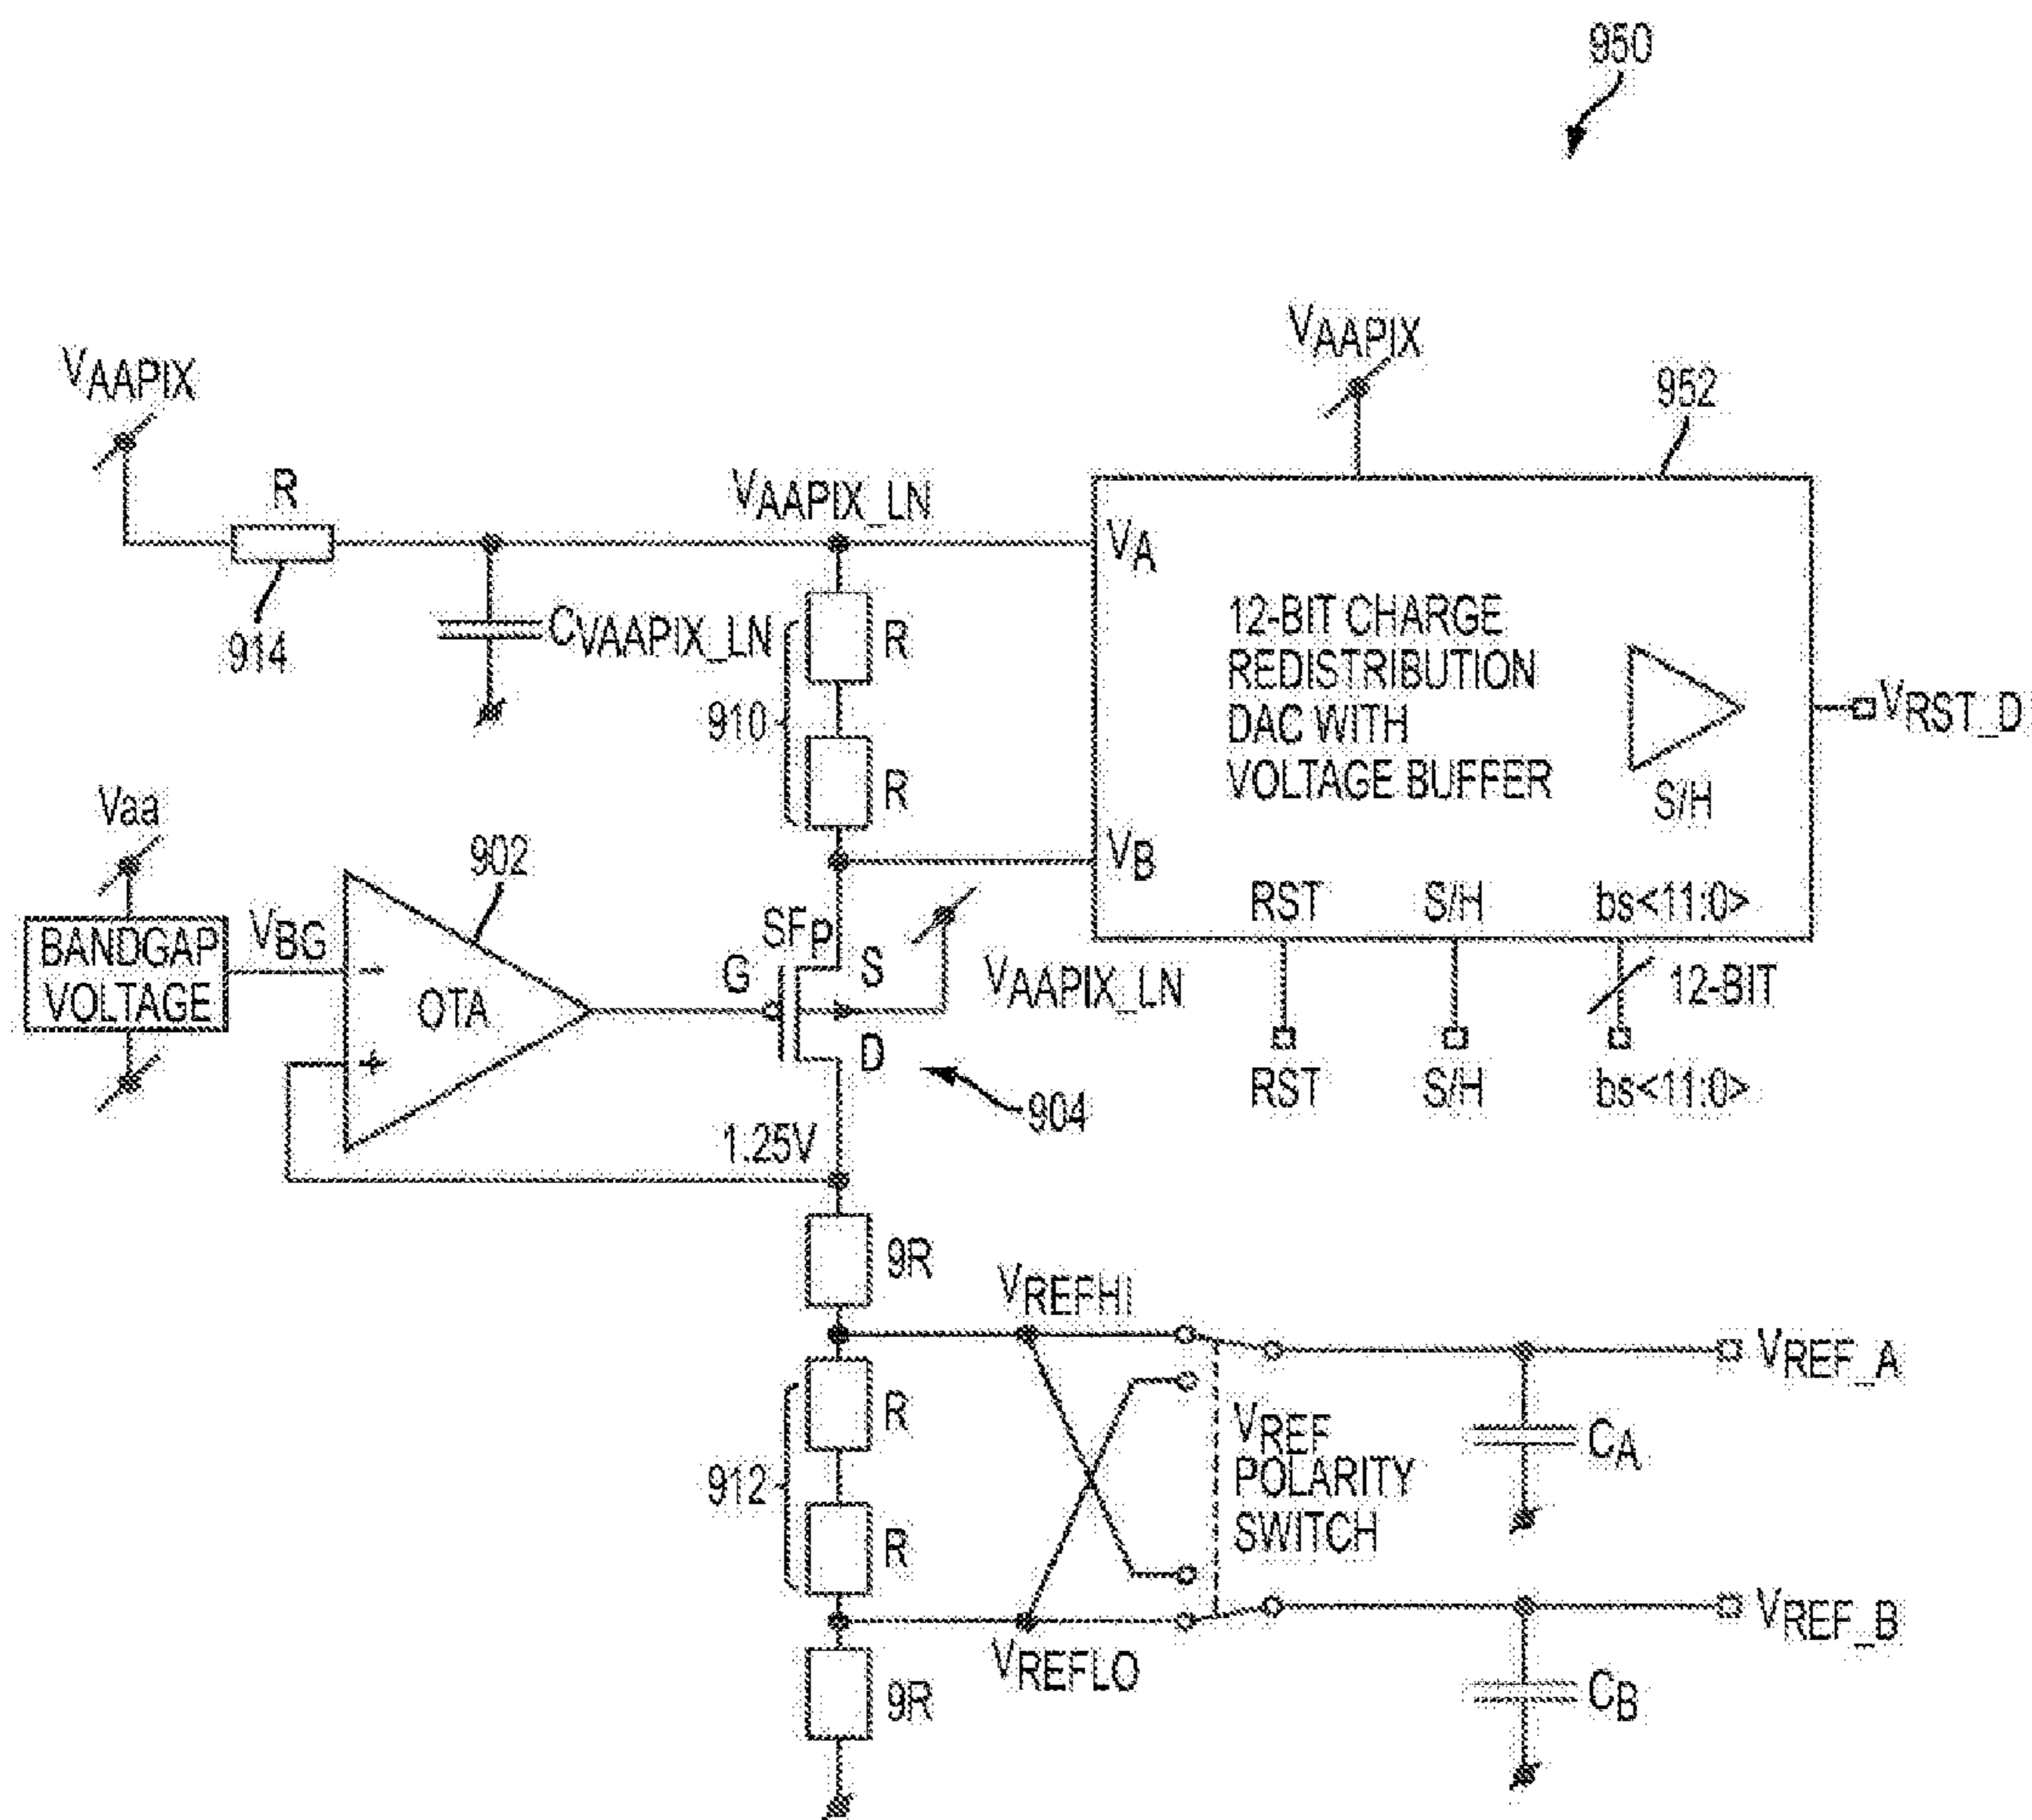 950
VAAPIX
VAAPIX
952
R
VAAPIX_LN
VA
914
CVAAPIX_LN
R
910
R
12-BIT CHARGE
REDISTRIBUTION
DAC WITH
VOLTAGE BUFFER
S/H
VRST_D
Vaa
902
VB
BANDGAP
VOLTAGE
VBG
−
OTA
+
SFP
G
S
D
VAAPIX_LN
RST
S/H
bs<11:0>
12-BIT
RST
S/H
bs<11:0>
904
1.25V
9R
VREFHI
VREF_A
R
912
R
VREF
POLARITY
SWITCH
CA
VREFLO
VREF_B
9R
CB